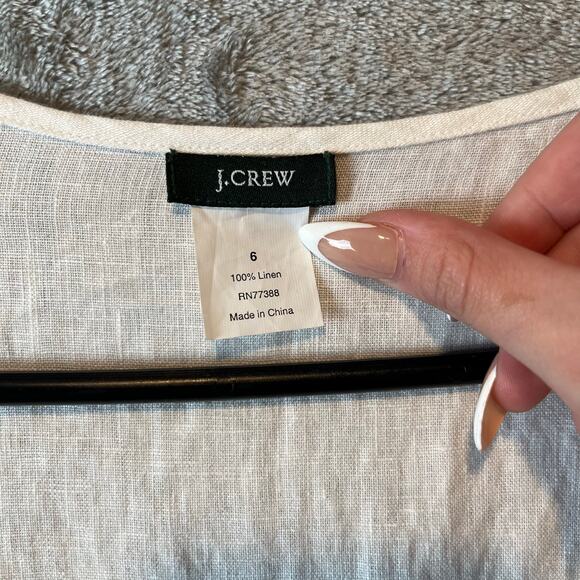 J.CREW
6
100% Linen
RN77388
Made in China